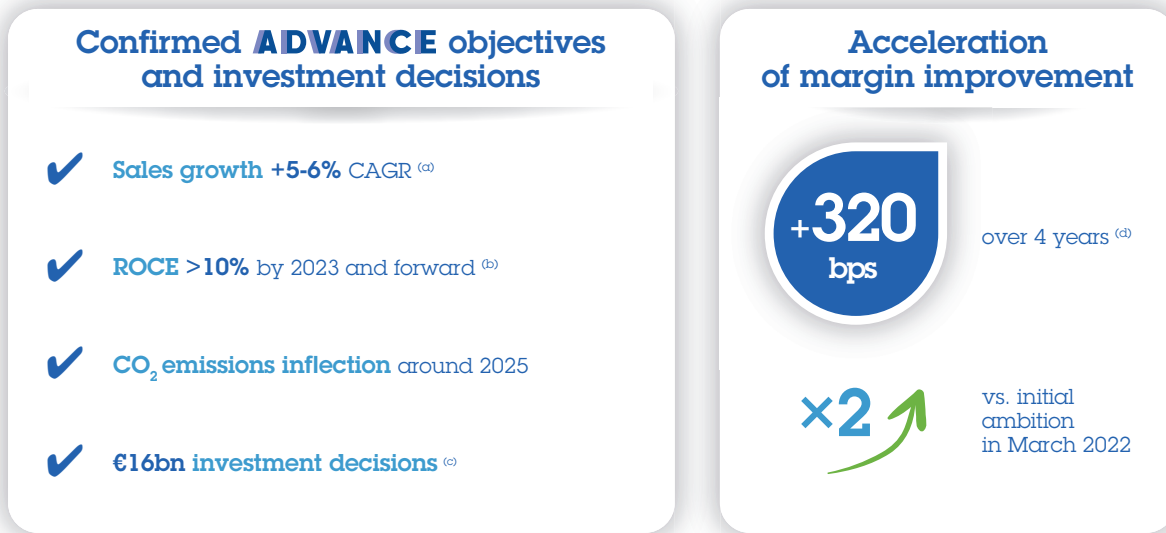 Confirmed ADVANCE objectives
and investment decisions
Sales growth +5-6% CAGR (a)
ROCE >10% by 2023 and forward (b)
CO2 emissions inflection around 2025
€16bn investment decisions (c)
Acceleration
of margin improvement
+320
bps
over 4 years (d)
×2
vs. initial
ambition
in March 2022